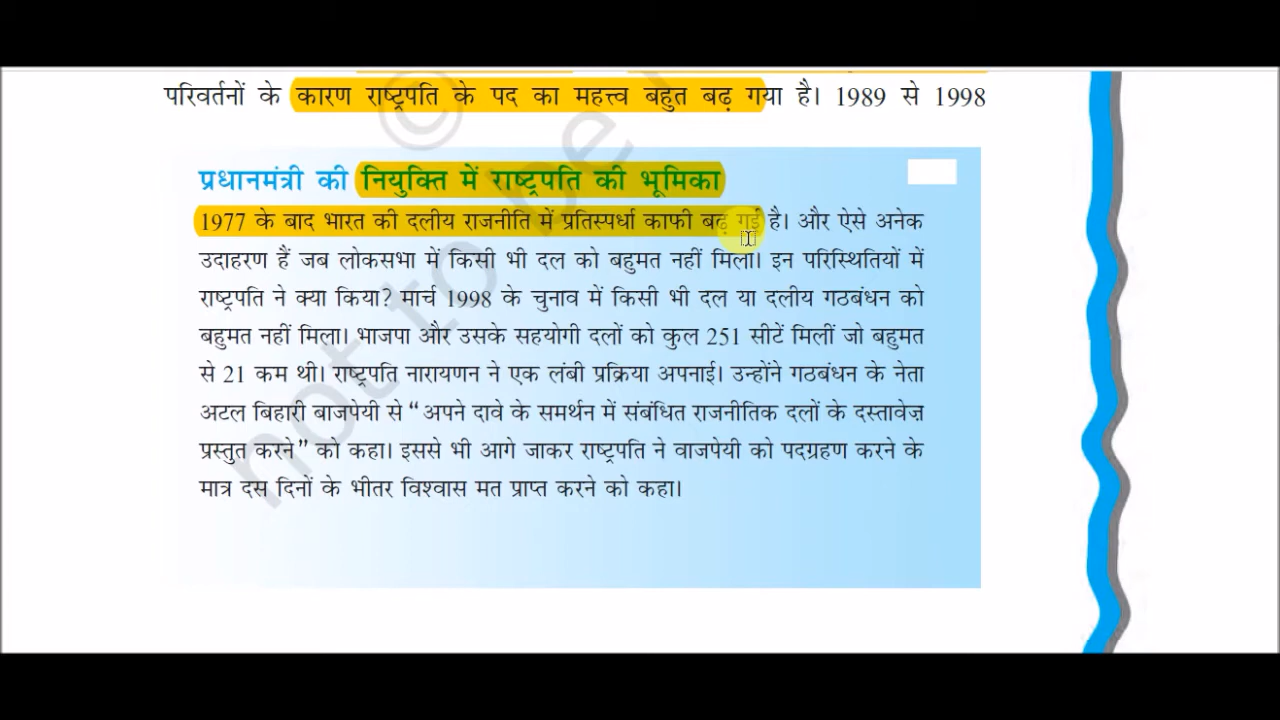 परिवर्तनों के कारण राष्ट्रपति के पद का महत्त्व बहुत बढ़ गया है। 1989 से 1998
प्रधानमंत्री की नियुक्ति में राष्ट्रपति की भूमिका
1977 के बाद भारत की दलीय राजनीति में प्रतिस्पर्धा काफी बढ़ गई है। और ऐसे अनेक
उदाहरण हैं जब लोकसभा में किसी भी दल को बहुमत नहीं मिला। इन परिस्थितियों में
राष्ट्रपति ने क्या किया? मार्च 1998 के चुनाव में किसी भी दल या दलीय गठबंधन को
बहुमत नहीं मिला। भाजपा और उसके सहयोगी दलों को कुल 251 सीटें मिलीं जो बहुमत
से 21 कम थी। राष्ट्रपति नारायणन ने एक लंबी प्रक्रिया अपनाई। उन्होंने गठबंधन के नेता
अटल बिहारी बाजपेयी से “अपने दावे के समर्थन में संबंधित राजनीतिक दलों के दस्तावेज़
प्रस्तुत करने” को कहा। इससे भी आगे जाकर राष्ट्रपति ने वाजपेयी को पदग्रहण करने के
मात्र दस दिनों के भीतर विश्वास मत प्राप्त करने को कहा।
© not to be